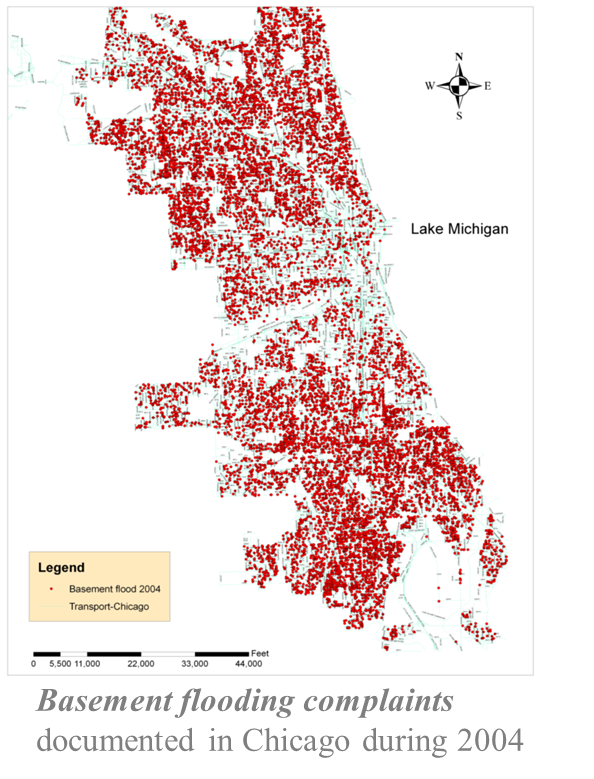 N
W E
S
Lake Michigan
Legend
Basement flood 2004
Transport-Chicago
Feet
0 5,500 11,000 22,000 33,000 44,000
Basement flooding complaints
documented in Chicago during 2004